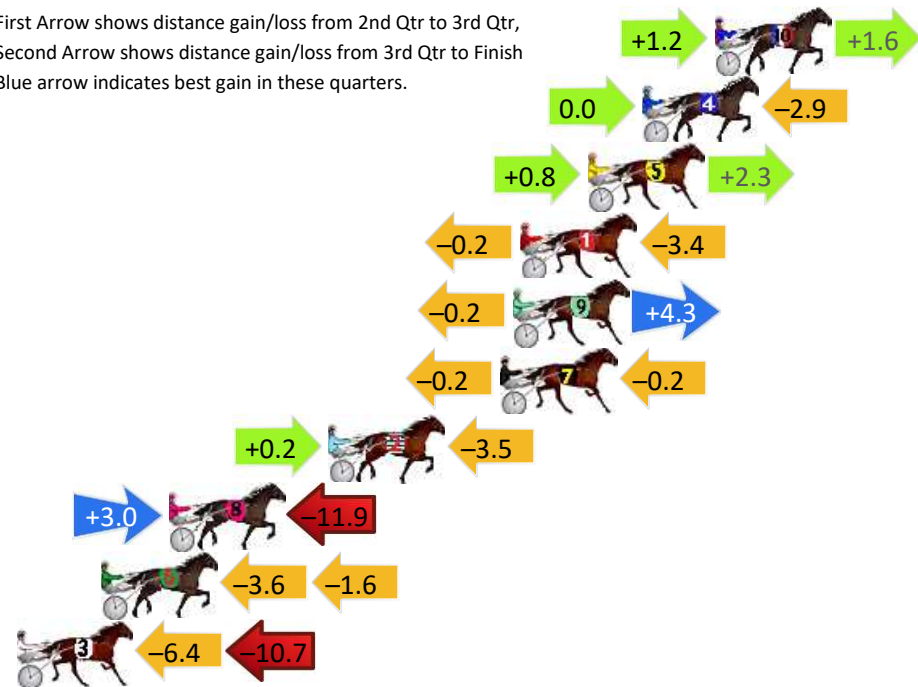 First Arrow shows distance gain/loss from 2nd Qtr to 3rd Qtr,
Second Arrow shows distance gain/loss from 3rd Qtr to Finish
Blue arrow indicates best gain in these quarters.
+1.2 10 +1.6
0.0 4 –2.9
+0.8 5 +2.3
–0.2 1 –3.4
–0.2 9 +4.3
–0.2 7 –0.2
+0.2 2 –3.5
+3.0 8 –11.9
6 –3.6 –1.6
3 –6.4 –10.7